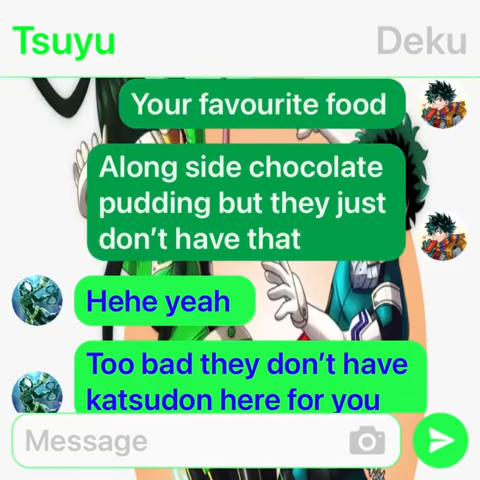 Tsuyu Deku
Your favourite food
Along side chocolate
pudding but they just
don't have that
Hehe yeah
Too bad they don't have
katsudon here for you
Message